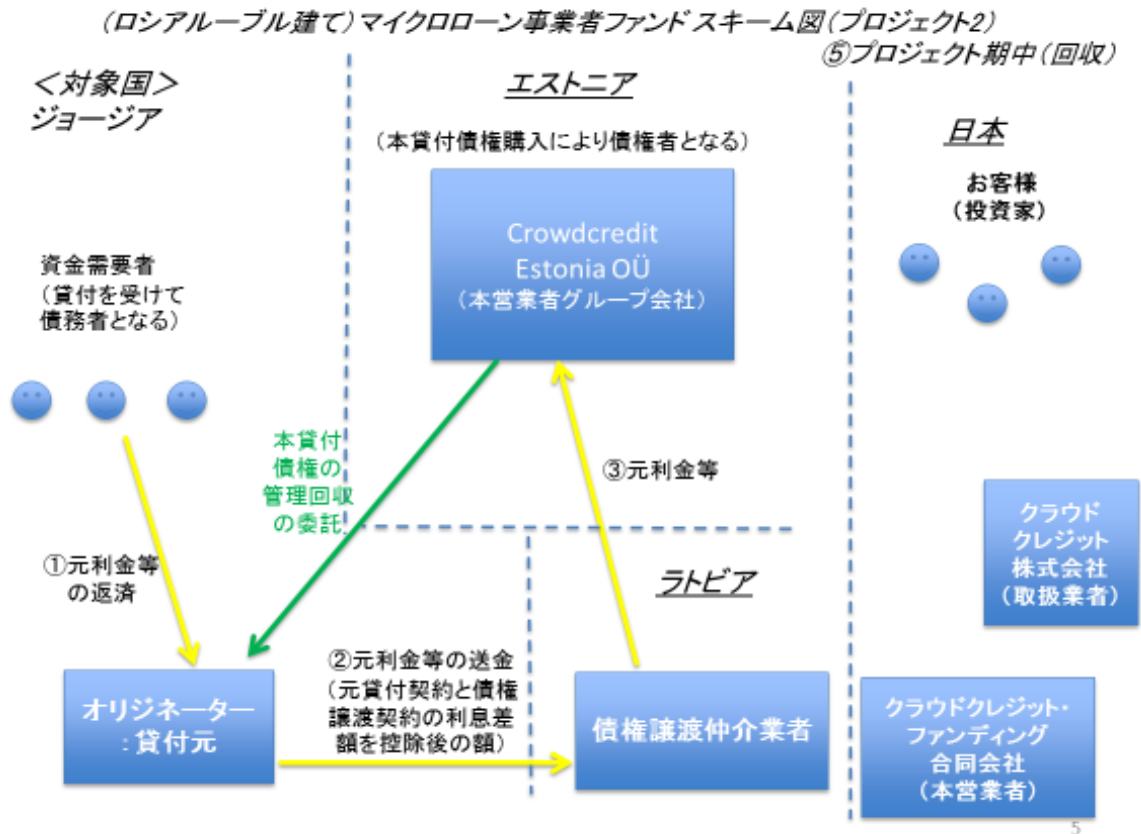 (ロシアルーブル建て)マイクロローン事業者ファンド スキーム図(プロジェクト2)
⑤プロジェクト期中(回収)
＜対象国＞
ジョージア
エストニア
(本貸付債権購入により債権者となる)
日本
お客様
(投資家)
Crowdcredit
Estonia OÜ
(本営業者グループ会社)
資金需要者
(貸付を受けて
債務者となる)
本貸付
債権の
管理回収
の委託
③元利金等
①元利金等
の返済
ラトビア
クラウド
クレジット
株式会社
(取扱業者)
②元利金等の送金
(元貸付契約と債権
譲渡契約の利息差
額を控除後の額)
オリジネーター
:貸付元
債権譲渡仲介業者
クラウドクレジット・
ファンディング
合同会社
(本営業者)
5